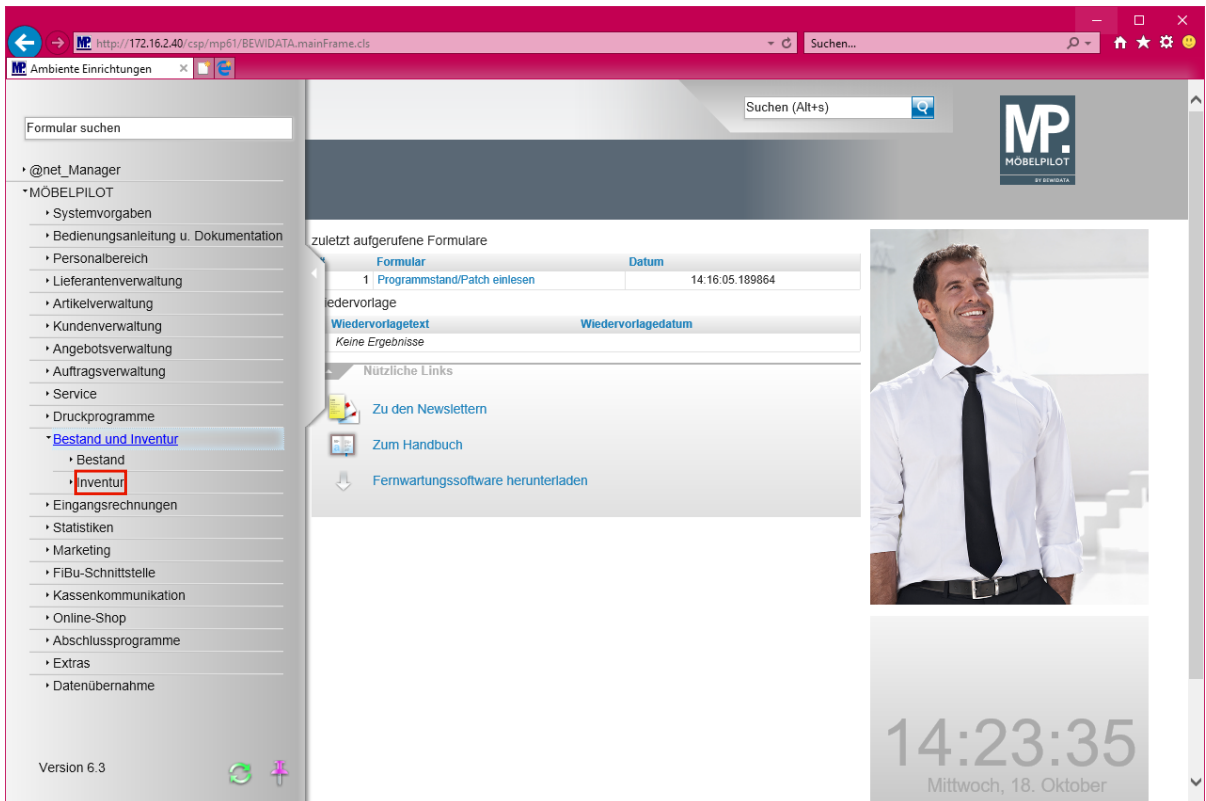 http://172.16.2.40/csp/mp61/BEWIDATA.mainFrame.cls
Suchen...
MP. Ambiente Einrichtungen
Formular suchen
@net_Manager
MÖBELPILOT
Systemvorgaben
Bedienungsanleitung u. Dokumentation
Personalbereich
Lieferantenverwaltung
Artikelverwaltung
Kundenverwaltung
Angebotsverwaltung
Auftragsverwaltung
Service
Druckprogramme
Bestand und Inventur
Bestand
Inventur
Eingangsrechnungen
Statistiken
Marketing
FiBu-Schnittstelle
Kassenkommunikation
Online-Shop
Abschlussprogramme
Extras
Datenübernahme
Version 6.3
Suchen (Alt+s)
MP.
MÖBELPILOT
BY BEWIDATA
zuletzt aufgerufene Formulare
Formular Datum
1 Programmstand/Patch einlesen 14:16:05.189864
iedervorlage
Wiedervorlagetext Wiedervorlagedatum
Keine Ergebnisse
Nützliche Links
Zu den Newslettern
Zum Handbuch
Fernwartungssoftware herunterladen
14:23:35
Mittwoch, 18. Oktober